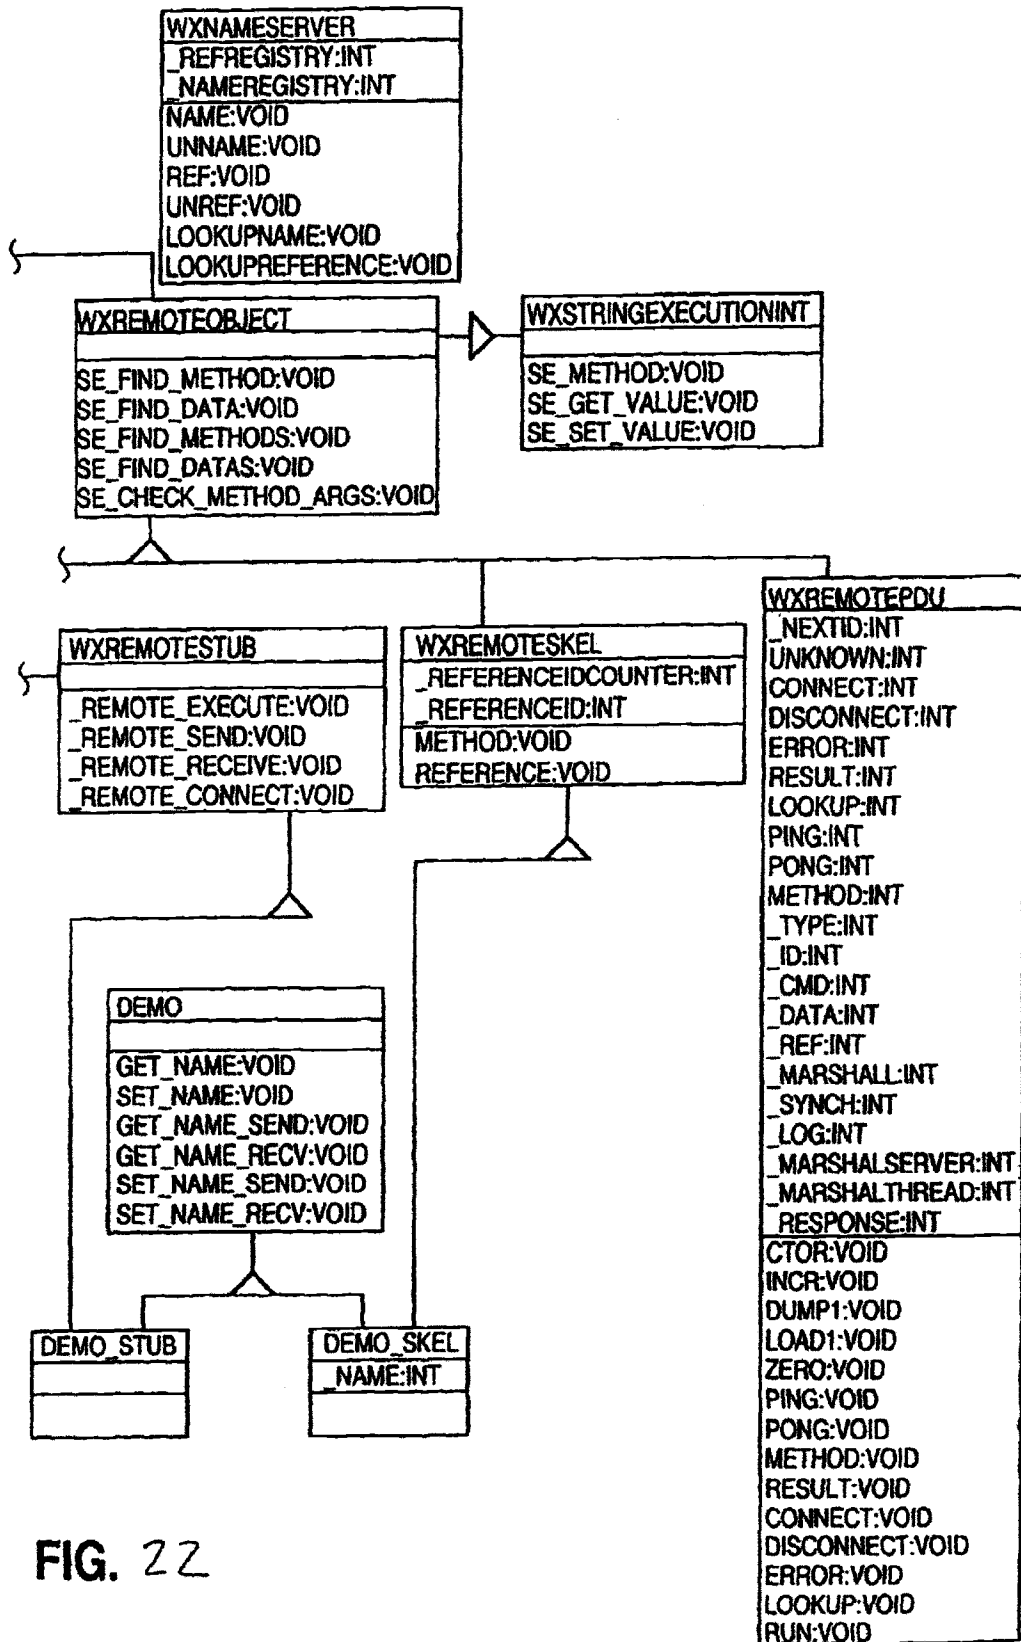 WXNAMESERVER
_REFREGISTRY:INT
_NAMEREGISTRY:INT
NAME:VOID
UNNAME:VOID
REF:VOID
UNREF:VOID
LOOKUPNAME:VOID
LOOKUPREFERENCE:VOID
WXREMOTEOBJECT
SE_FIND_METHOD:VOID
SE_FIND_DATA:VOID
SE_FIND_METHODS:VOID
SE_FIND_DATAS:VOID
SE_CHECK_METHOD_ARGS:VOID
WXSTRINGEXECUTIONINT
SE_METHOD:VOID
SE_GET_VALUE:VOID
SE_SET_VALUE:VOID
WXREMOTESTUB
_REMOTE_EXECUTE:VOID
_REMOTE_SEND:VOID
_REMOTE_RECEIVE:VOID
_REMOTE_CONNECT:VOID
WXREMOTESKEL
_REFERENCEIDCOUNTER:INT
_REFERENCEID:INT
METHOD:VOID
REFERENCE:VOID
WXREMOTEPDU
_NEXTID:INT
UNKNOWN:INT
CONNECT:INT
DISCONNECT:INT
ERROR:INT
RESULT:INT
LOOKUP:INT
PING:INT
PONG:INT
METHOD:INT
_TYPE:INT
_ID:INT
_CMD:INT
_DATA:INT
_REF:INT
_MARSHALL:INT
_SYNCH:INT
_LOG:INT
_MARSHALSERVER:INT
_MARSHALTHREAD:INT
_RESPONSE:INT
CTOR:VOID
INCR:VOID
DUMP1:VOID
LOAD1:VOID
ZERO:VOID
PING:VOID
PONG:VOID
METHOD:VOID
RESULT:VOID
CONNECT:VOID
DISCONNECT:VOID
ERROR:VOID
LOOKUP:VOID
RUN:VOID
DEMO
GET_NAME:VOID
SET_NAME:VOID
GET_NAME_SEND:VOID
GET_NAME_RECV:VOID
SET_NAME_SEND:VOID
SET_NAME_RECV:VOID
DEMO_STUB
DEMO_SKEL
_NAME:INT
FIG. 22